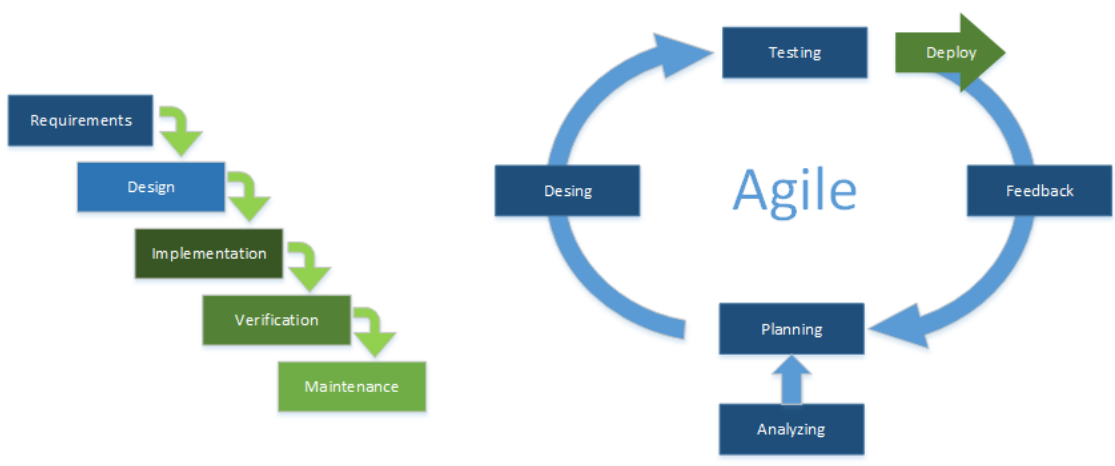 Requirements
Design
Implementation
Verification
Maintenance
Testing
Deploy
Desing
Agile
Feedback
Planning
Analyzing